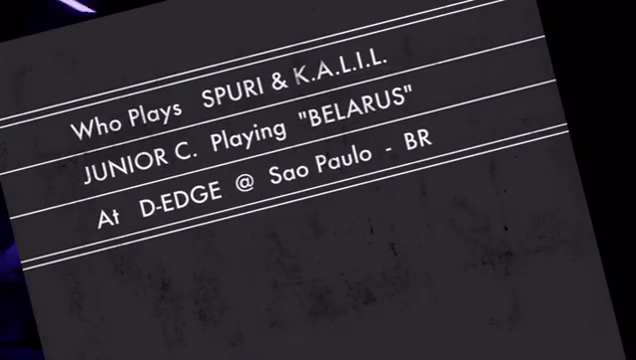 Who Plays SPURI & K.A.L.I.L.
JUNIOR C. Playing "BELARUS"
At D-EDGE @ Sao Paulo - BR